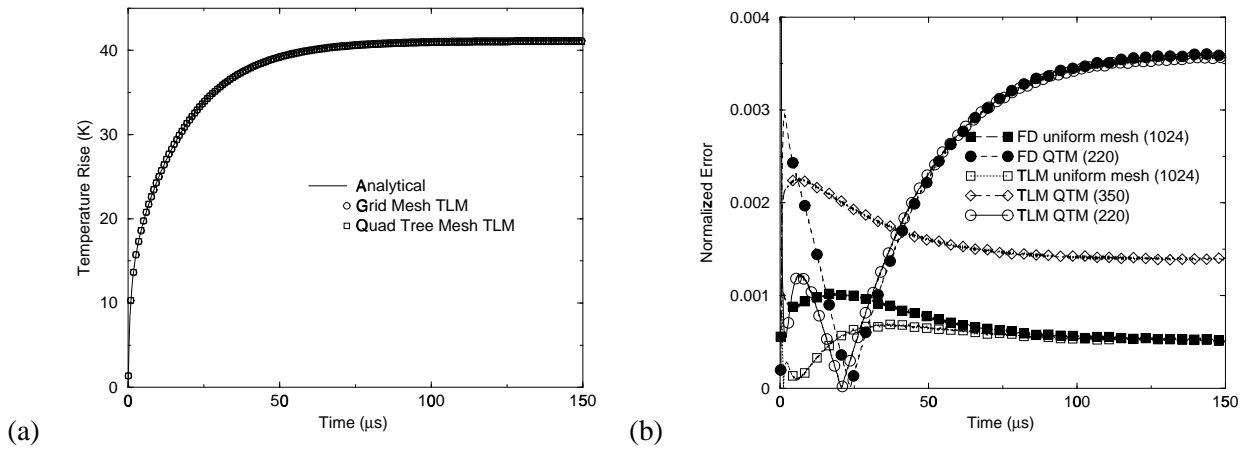 Temperature Rise (K)
40
30
20
10
0
Analytical
Grid Mesh TLM
Quad Tree Mesh TLM
0
50
100
150
Time (μs)
(a)
Normalized Error
0.004
0.003
0.002
0.001
0
FD uniform mesh (1024)
FD QTM (220)
TLM uniform mesh (1024)
TLM QTM (350)
TLM QTM (220)
0
50
100
150
Time (μs)
(b)